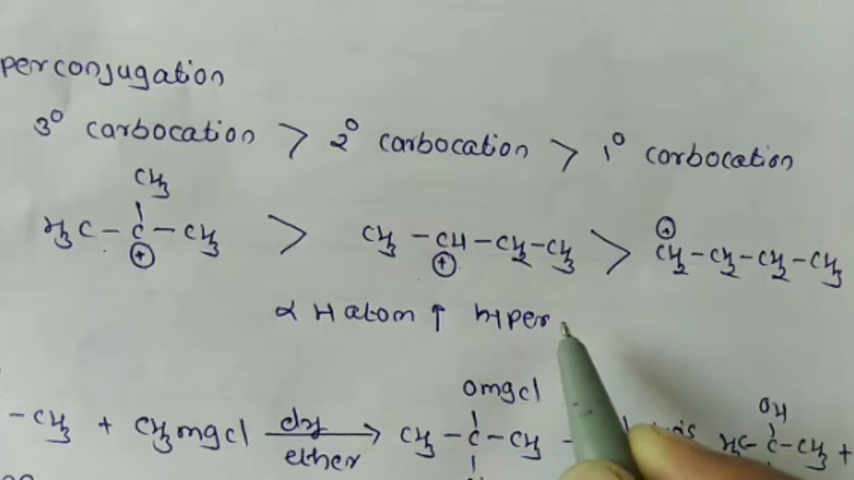 perconjugation
3° carbocation > 2° carbocation > 1° carbocation
CH3
H3C - C - CH3 > CH3 - CH - CH2 - CH3 > CH2 - CH2 - CH2 - CH3
⊕ ⊕ ⊕
α H atom ↑ hyper
omgcl
OH
- CH3 + CH3mgcl dry ether → CH3 - C - CH3 - H3C - C - CH3 +